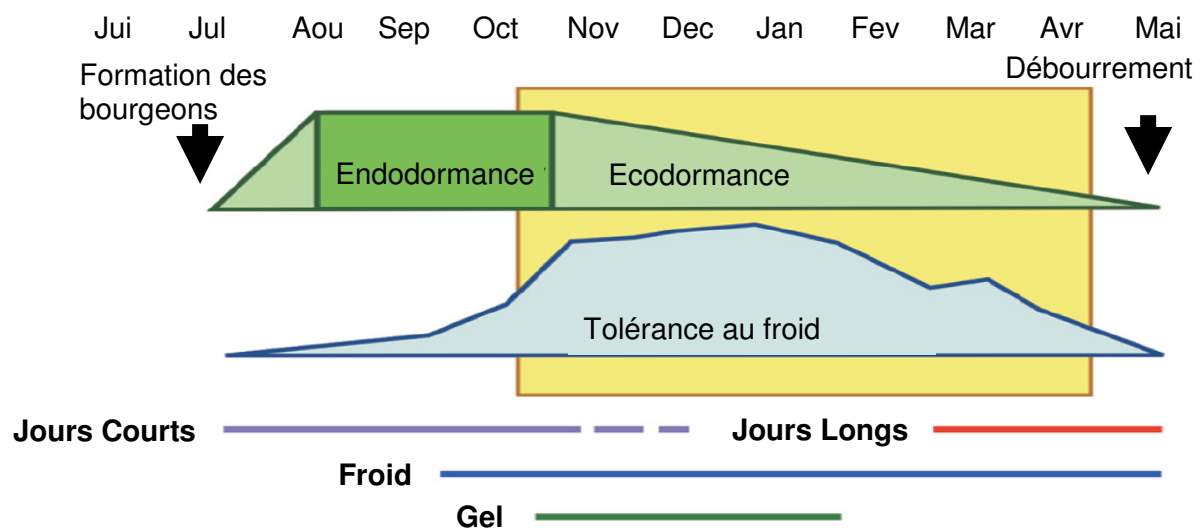 Jui Jul Aou Sep Oct Nov Dec Jan Fev Mar Avr Mai
Formation des
bourgeons
Débourrement
Endodormance
Ecodormance
Tolérance au froid
Jours Courts
Jours Longs
Froid
Gel